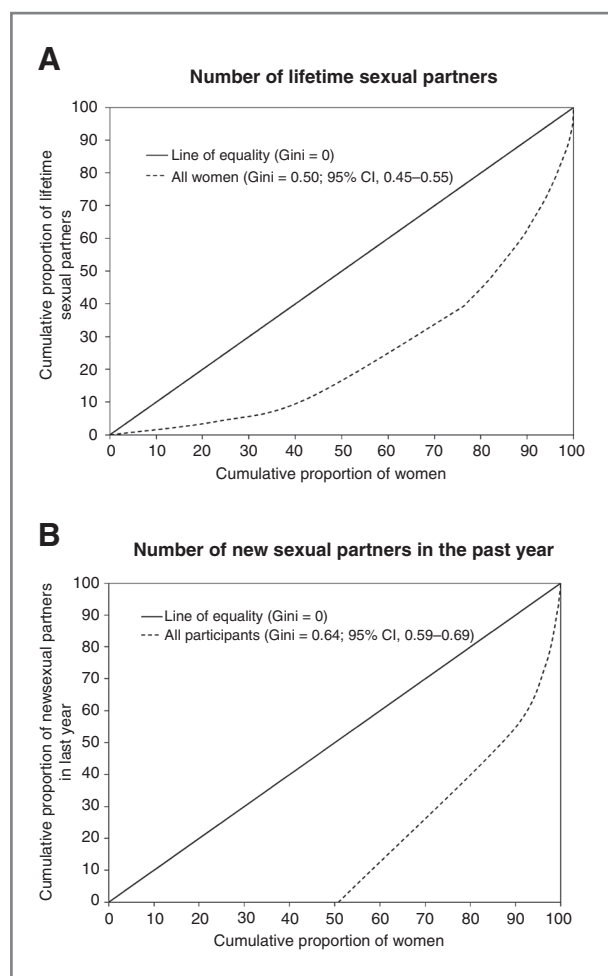 A
Number of lifetime sexual partners
100
90
80
70
60
50
40
30
20
10
0
Cumulative proportion of lifetime
sexual partners
Line of equality (Gini = 0)
All women (Gini = 0.50; 95% CI, 0.45–0.55)
0 10 20 30 40 50 60 70 80 90 100
Cumulative proportion of women
B
Number of new sexual partners in the past year
100
90
80
70
60
50
40
30
20
10
0
Cumulative proportion of newsexual partners
in last year
Line of equality (Gini = 0)
All participants (Gini = 0.64; 95% CI, 0.59–0.69)
0 10 20 30 40 50 60 70 80 90 100
Cumulative proportion of women